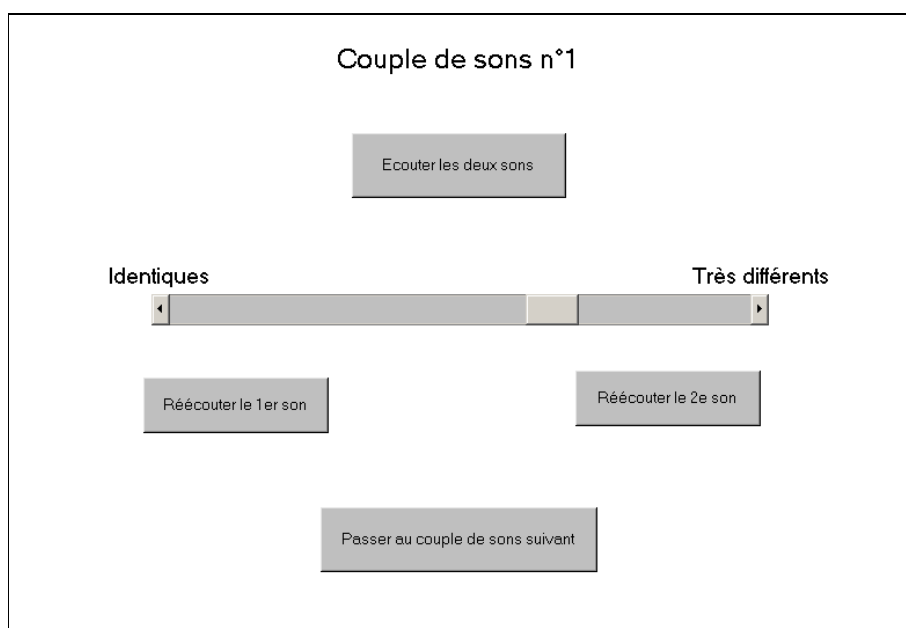 Couple de sons n°1
Ecouter les deux sons
Identiques
Très différents
Réécouter le 1er son
Réécouter le 2e son
Passer au couple de sons suivant